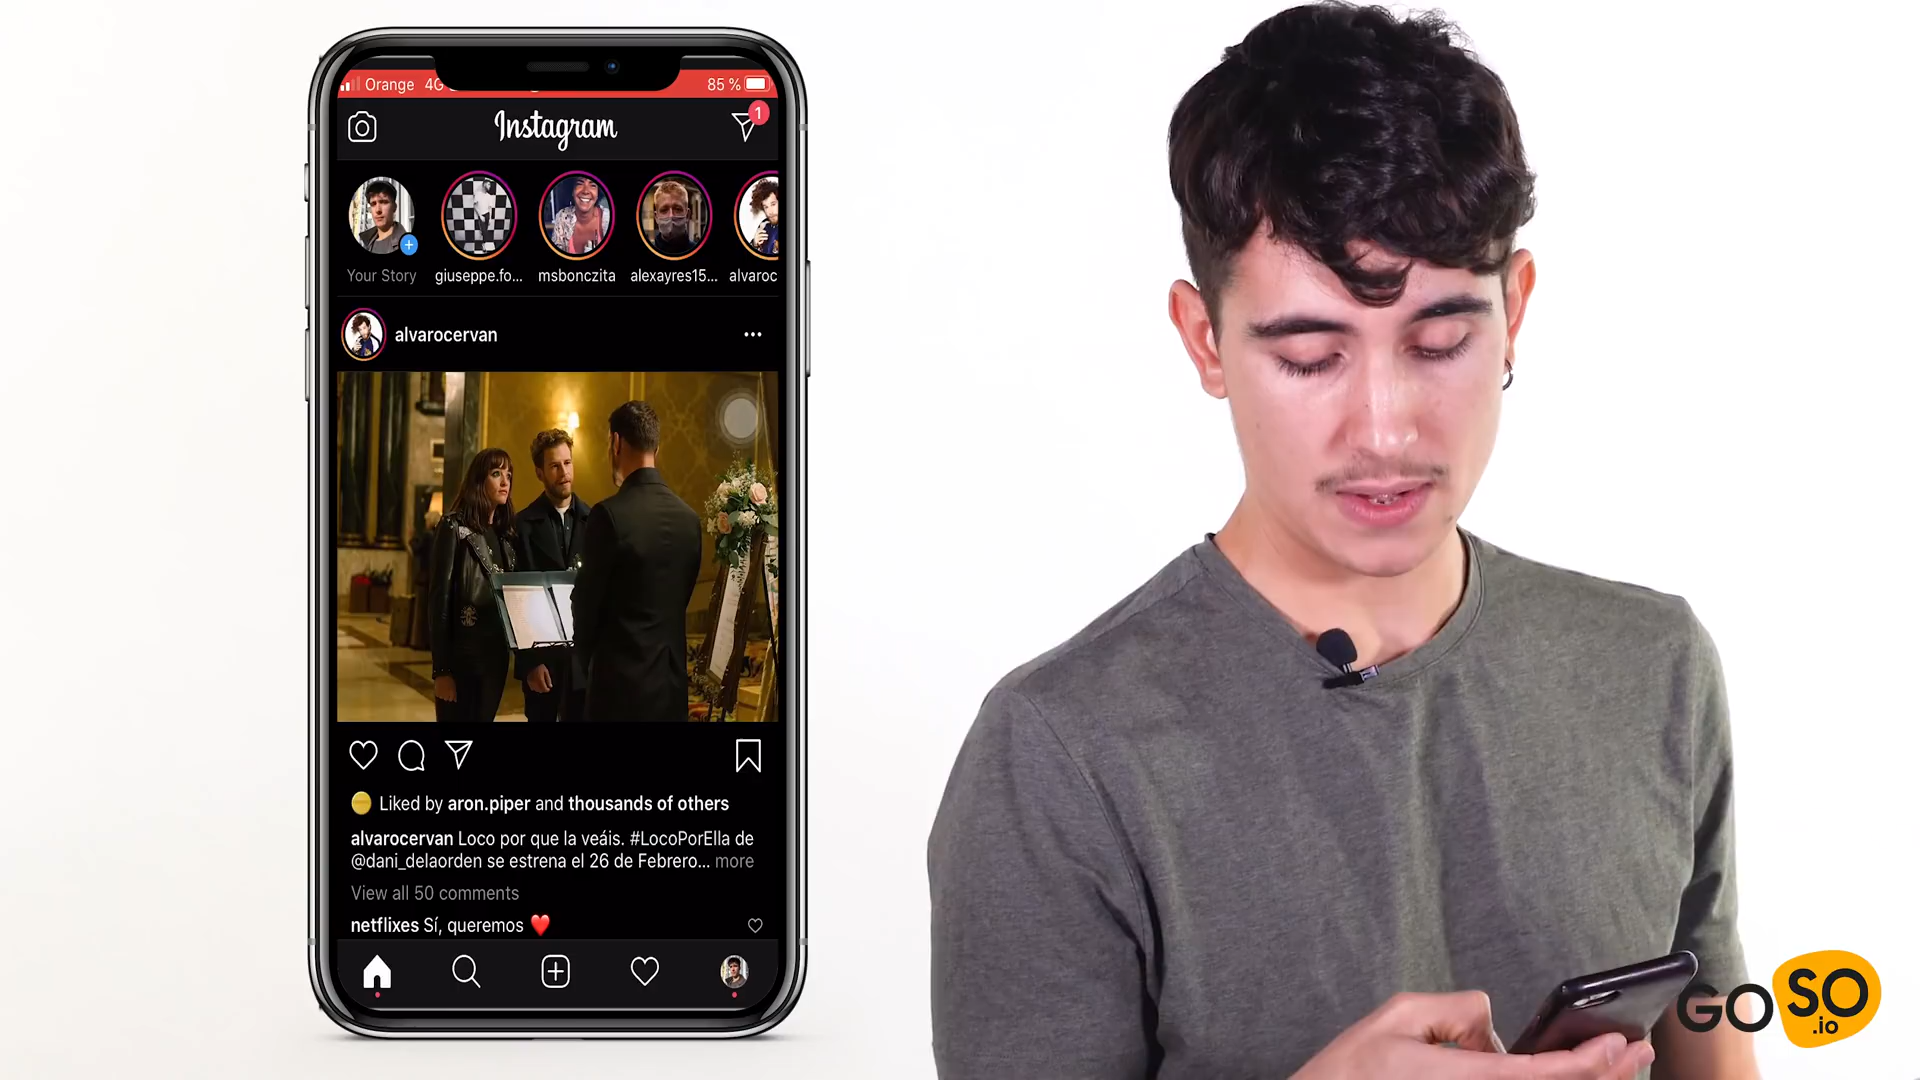 Orange 4G
85 %
Instagram
1
Your Story
giuseppe.fo...
msbonczita
alexayres15...
alvaroc
alvarocervan
Liked by aron.piper and thousands of others
alvarocervan Loco por que la veáis. #LocoPorElla de
@dani_delaorden se estrena el 26 de Febrero... more
View all 50 comments
netflixes Sí, queremos ❤️
GOSO
.io